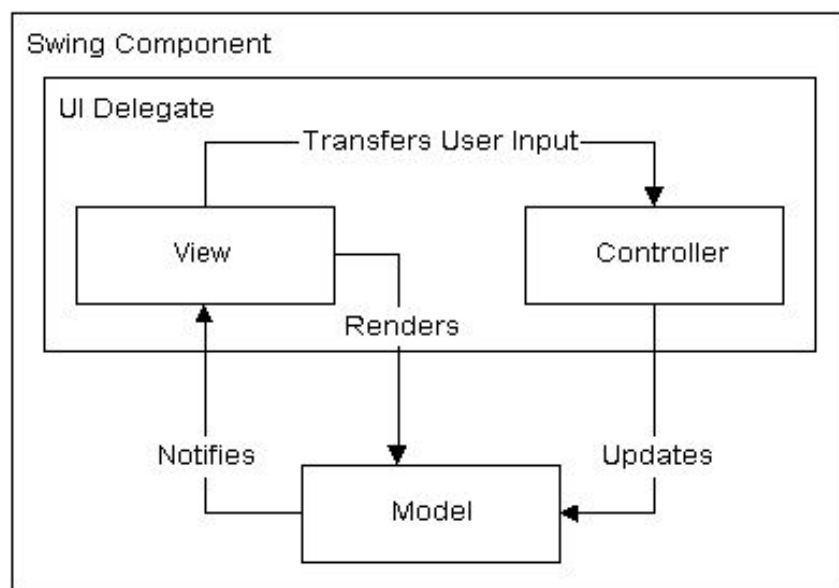 Swing Component
UI Delegate
Transfers User Input
View
Controller
Renders
Notifies
Updates
Model